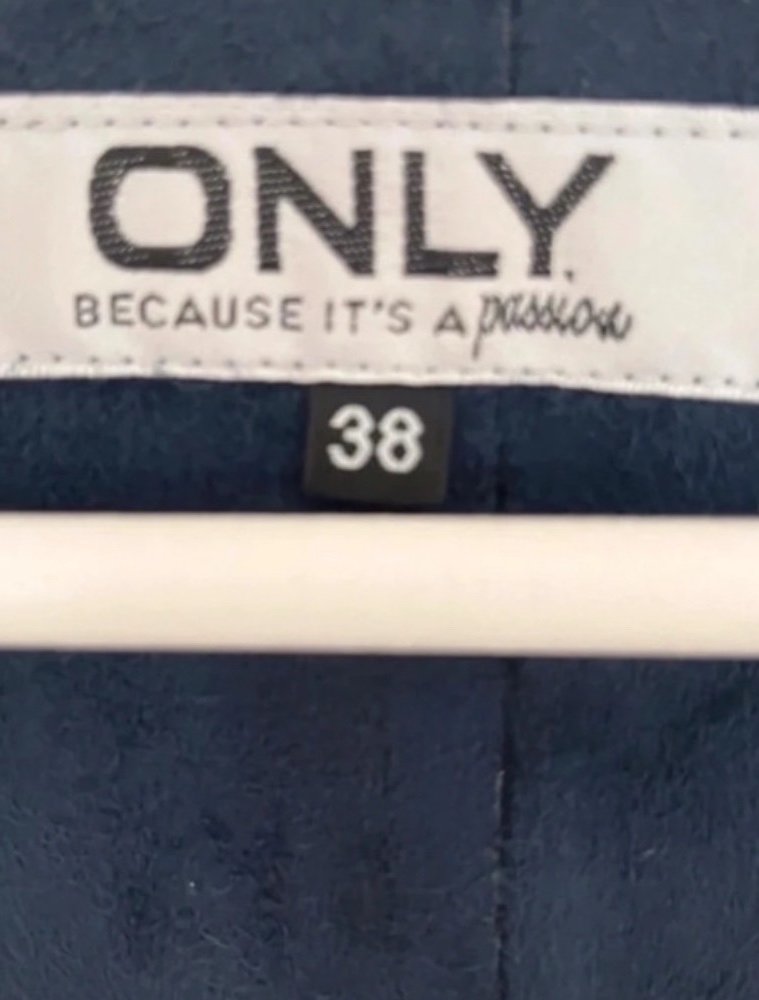 ONLY.
BECAUSE IT'S A passion
38